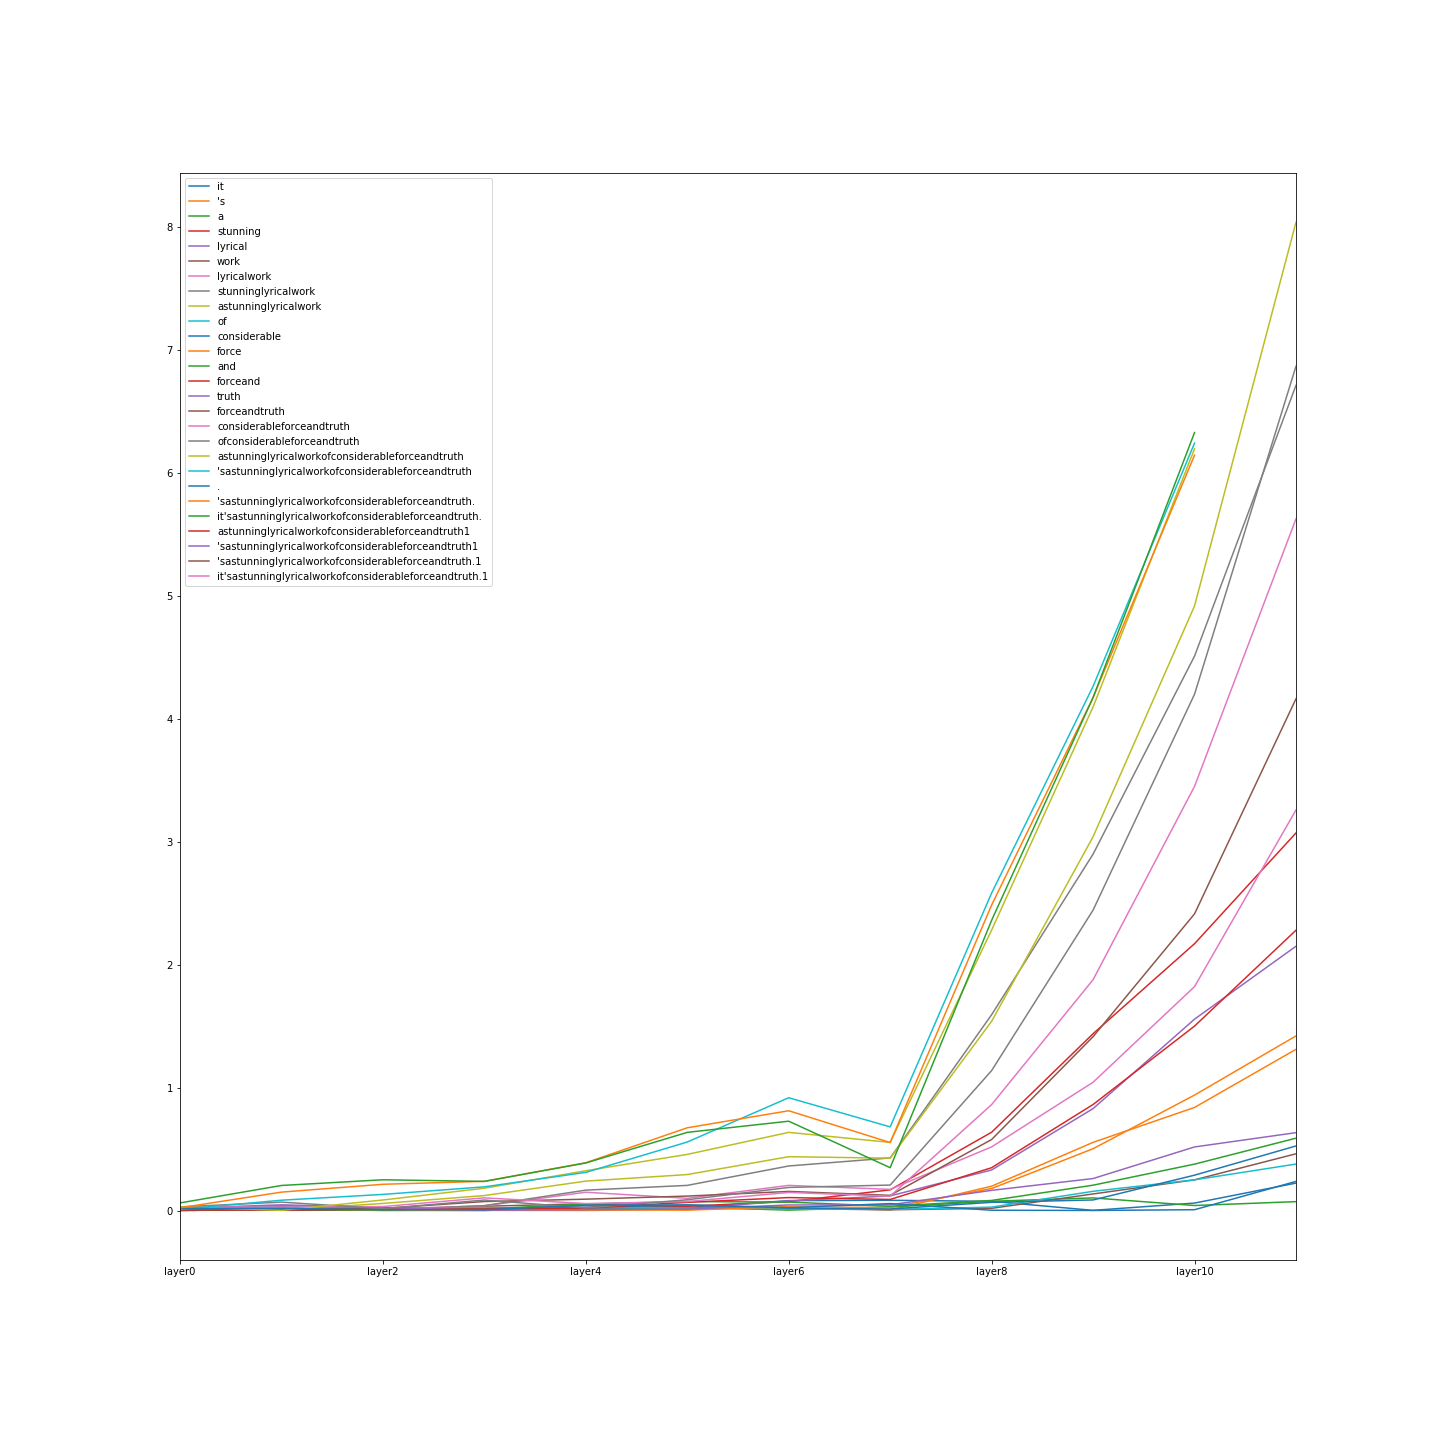 it
's
a
stunning
lyrical
work
lyricalwork
stunninglyricalwork
astunninglyricalwork
of
considerable
force
and
forceand
truth
forceandtruth
considerableforceandtruth
ofconsiderableforceandtruth
astunninglyricalworkofconsiderableforceandtruth
'sastunninglyricalworkofconsiderableforceandtruth
.
'sastunninglyricalworkofconsiderableforceandtruth.
it'sastunninglyricalworkofconsiderableforceandtruth.
astunninglyricalworkofconsiderableforceandtruth1
'sastunninglyricalworkofconsiderableforceandtruth1
'sastunninglyricalworkofconsiderableforceandtruth.1
it'sastunninglyricalworkofconsiderableforceandtruth.1
8
7
6
5
4
3
2
1
0
layer0 layer2 layer4 layer6 layer8 layer10